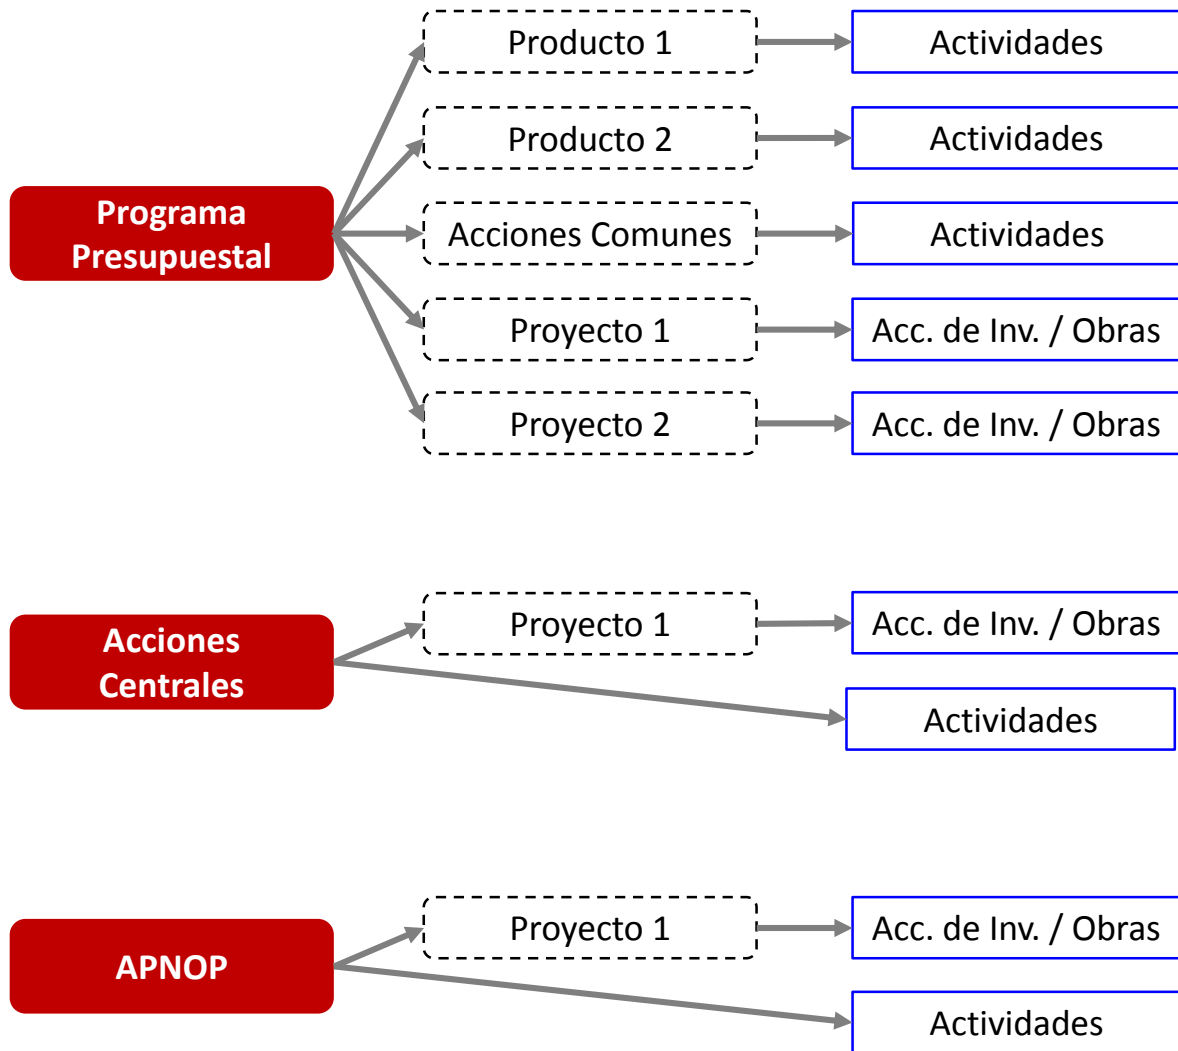 Producto 1
Actividades
Producto 2
Actividades
Programa
Presupuestal
Acciones Comunes
Actividades
Proyecto 1
Acc. de Inv. / Obras
Proyecto 2
Acc. de Inv. / Obras
Acciones
Centrales
Proyecto 1
Acc. de Inv. / Obras
Actividades
APNOP
Proyecto 1
Acc. de Inv. / Obras
Actividades